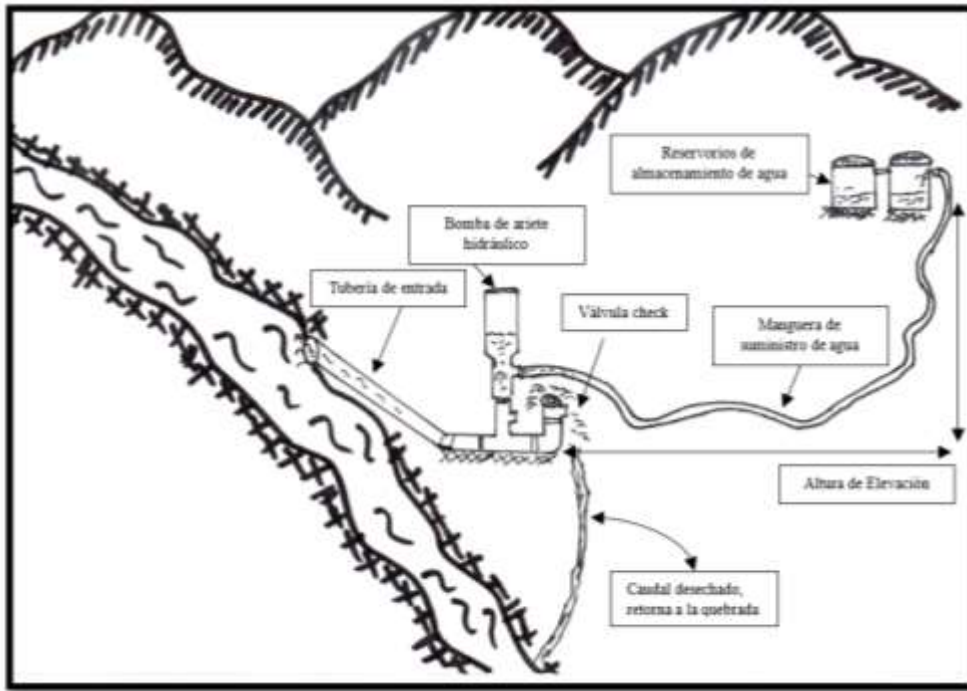 Reservorios de
almacenamiento de agua
Bomba de ariete
hidráulico
Tubería de entrada
Válvula check
Manguera de
suministro de agua
Altura de Elevación
Caudal desechado,
retorna a la quebrada